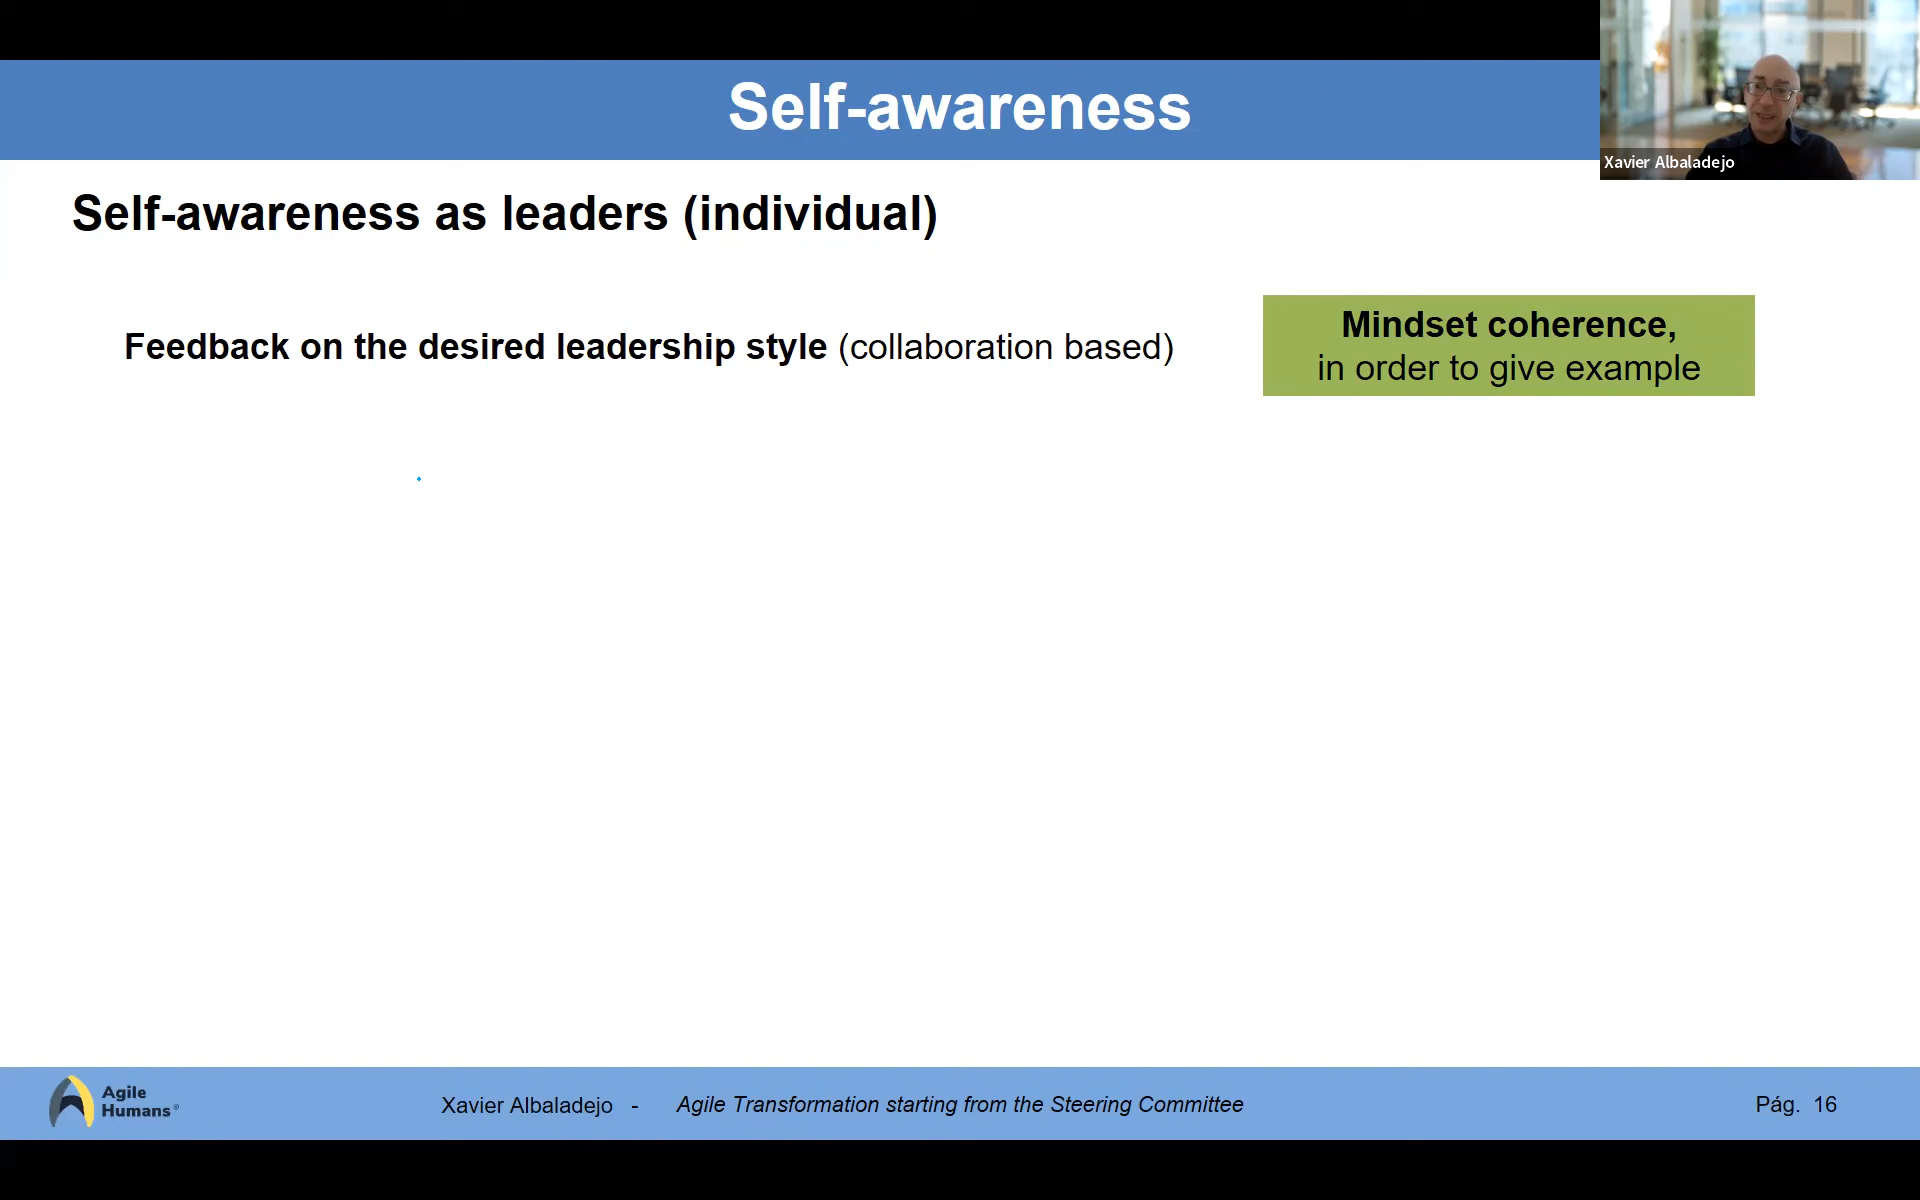 Self-awareness
Xavier Albaladejo
Self-awareness as leaders (individual)
Feedback on the desired leadership style (collaboration based)
Mindset coherence,
in order to give example
Agile
Humans®
Xavier Albaladejo - Agile Transformation starting from the Steering Committee
Pág. 16